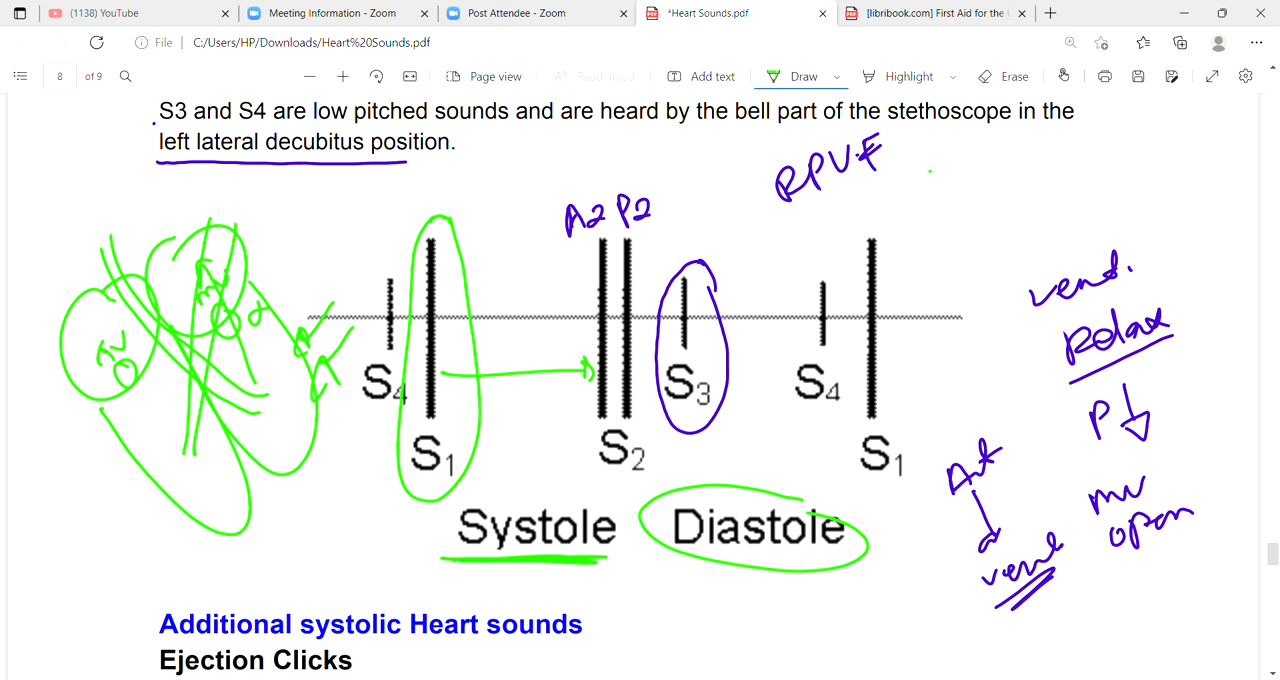 (1138) YouTube
Meeting Information - Zoom
Post Attendee - Zoom
*Heart Sounds.pdf
[libribook.com] First Aid for the
File C:/Users/HP/Downloads/Heart%20Sounds.pdf
8 of 9 Page view Read aloud Add text Draw Highlight Erase
S3 and S4 are low pitched sounds and are heard by the bell part of the stethoscope in the
left lateral decubitus position.
RPVF
A2 P2
Relax
P
mv
open
TV
S4
S1
S2
S3
S4
S1
Systole
Diastole
Additional systolic Heart sounds
Ejection Clicks